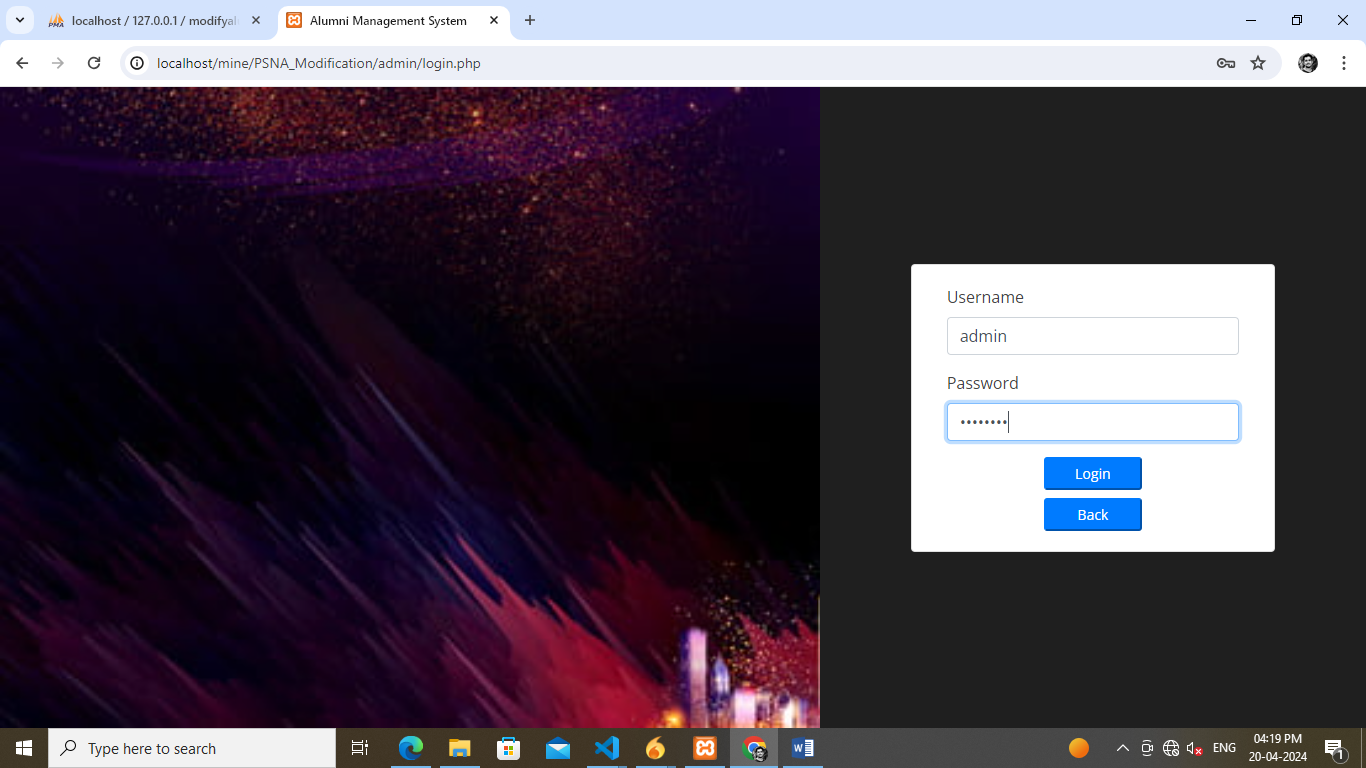 localhost / 127.0.0.1 / modifyal
Alumni Management System
localhost/mine/PSNA_Modification/admin/login.php
Username
admin
Password
••••••••
Login
Back
Type here to search
ENG
04:19 PM
20-04-2024
1